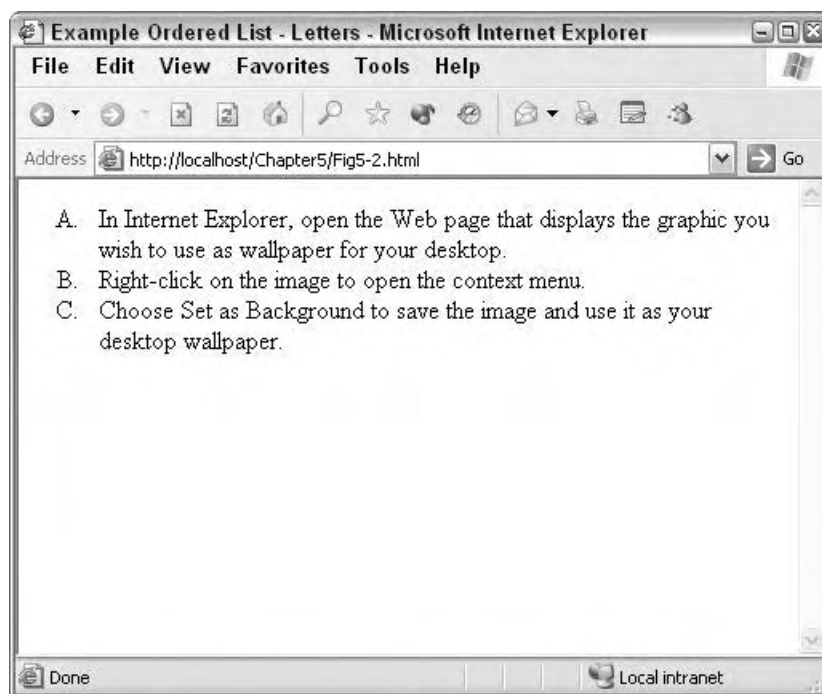 Example Ordered List - Letters - Microsoft Internet Explorer
File Edit View Favorites Tools Help
Address http://localhost/Chapter5/Fig5-2.html Go
A. In Internet Explorer, open the Web page that displays the graphic you
wish to use as wallpaper for your desktop.
B. Right-click on the image to open the context menu.
C. Choose Set as Background to save the image and use it as your
desktop wallpaper.
Done Local intranet